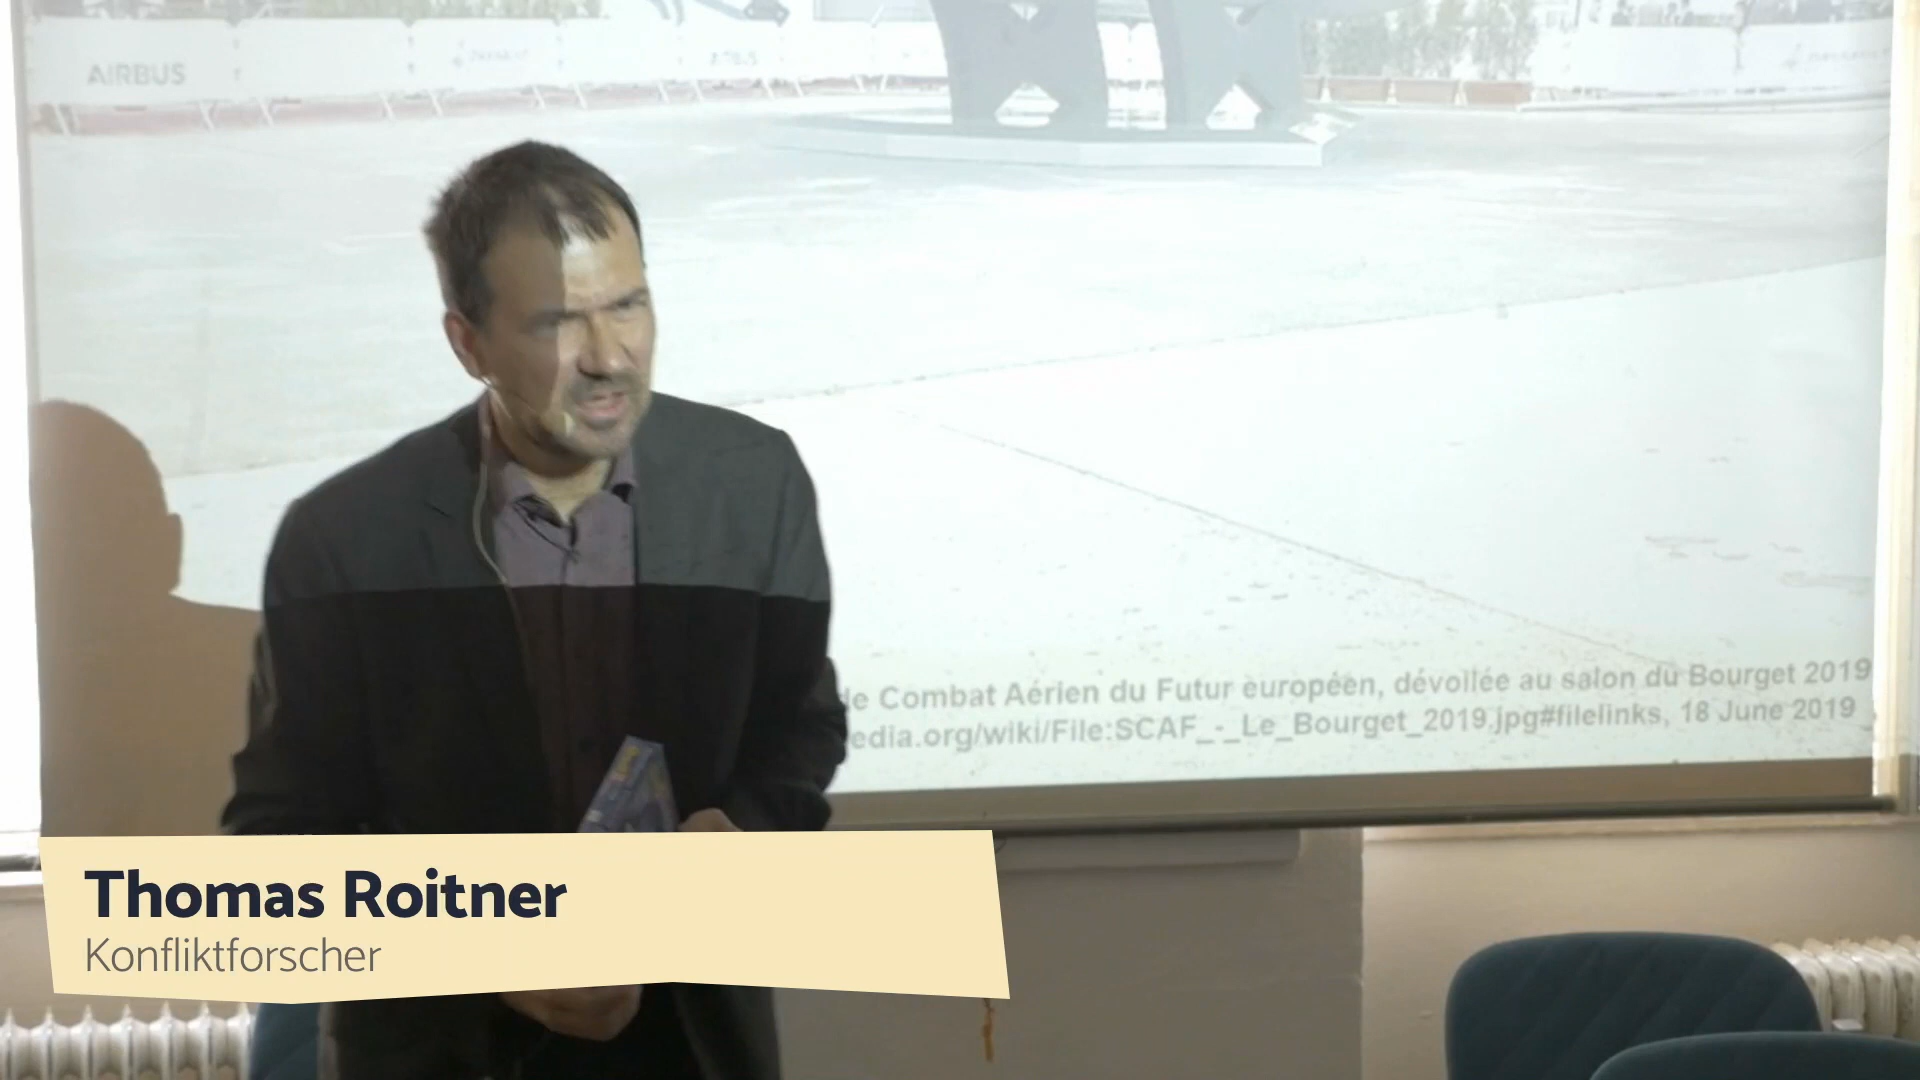 AIRBUS
de Combat Aérien du Futur européen, dévoilée au salon du Bourget 2019
edia.org/wiki/File:SCAF_-_Le_Bourget_2019.jpg#filelinks, 18 June 2019
Thomas Roitner
Konfliktforscher